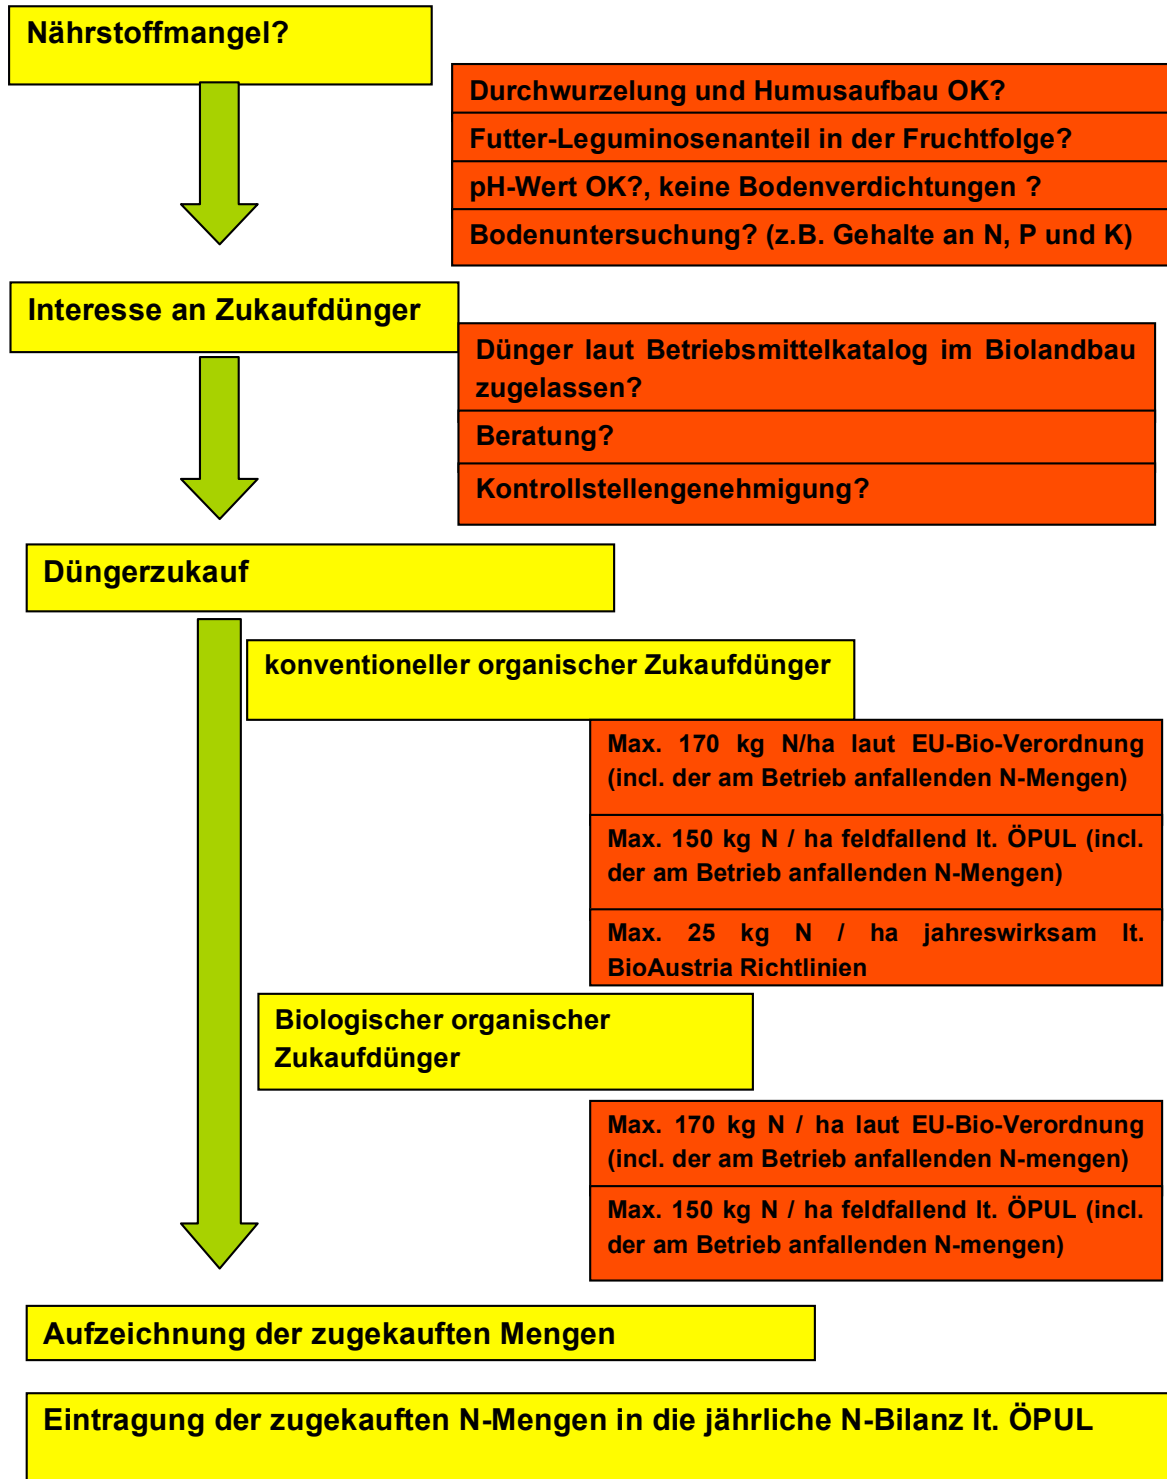 Nährstoffmangel?
Durchwurzelung und Humusaufbau OK?
Futter-Leguminosenanteil in der Fruchtfolge?
pH-Wert OK?, keine Bodenverdichtungen ?
Bodenuntersuchung? (z.B. Gehalte an N, P und K)
Interesse an Zukaufdünger
Dünger laut Betriebsmittelkatalog im Biolandbau
zugelassen?
Beratung?
Kontrollstellengenehmigung?
Düngerzukauf
konventioneller organischer Zukaufdünger
Max. 170 kg N/ha laut EU-Bio-Verordnung
(incl. der am Betrieb anfallenden N-Mengen)
Max. 150 kg N / ha feldfallend lt. ÖPUL (incl.
der am Betrieb anfallenden N-Mengen)
Max. 25 kg N / ha jahreswirksam lt.
BioAustria Richtlinien
Biologischer organischer
Zukaufdünger
Max. 170 kg N / ha laut EU-Bio-Verordnung
(incl. der am Betrieb anfallenden N-mengen)
Max. 150 kg N / ha feldfallend lt. ÖPUL (incl.
der am Betrieb anfallenden N-mengen)
Aufzeichnung der zugekauften Mengen
Eintragung der zugekauften N-Mengen in die jährliche N-Bilanz lt. ÖPUL